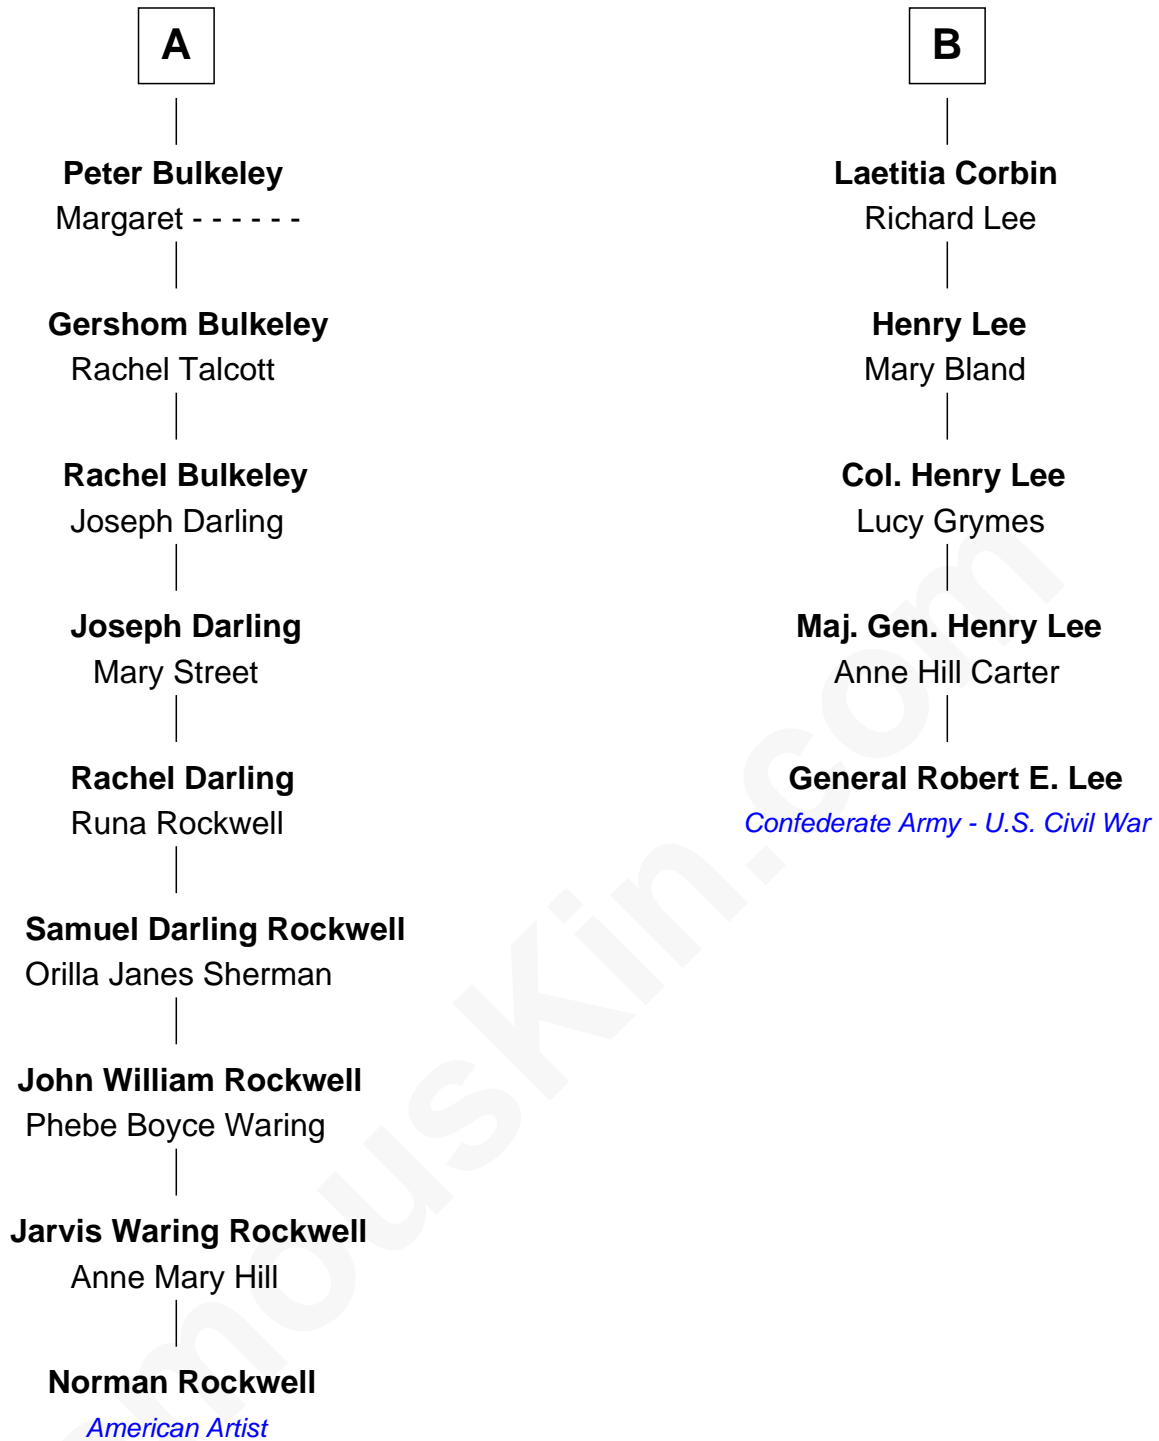 A
Peter Bulkeley
Margaret - - - - - -
Gershom Bulkeley
Rachel Talcott
Rachel Bulkeley
Joseph Darling
Joseph Darling
Mary Street
Rachel Darling
Runa Rockwell
Samuel Darling Rockwell
Orilla Janes Sherman
John William Rockwell
Phebe Boyce Waring
Jarvis Waring Rockwell
Anne Mary Hill
Norman Rockwell
American Artist
B
Laetitia Corbin
Richard Lee
Henry Lee
Mary Bland
Col. Henry Lee
Lucy Grymes
Maj. Gen. Henry Lee
Anne Hill Carter
General Robert E. Lee
Confederate Army - U.S. Civil War
mouskin.com